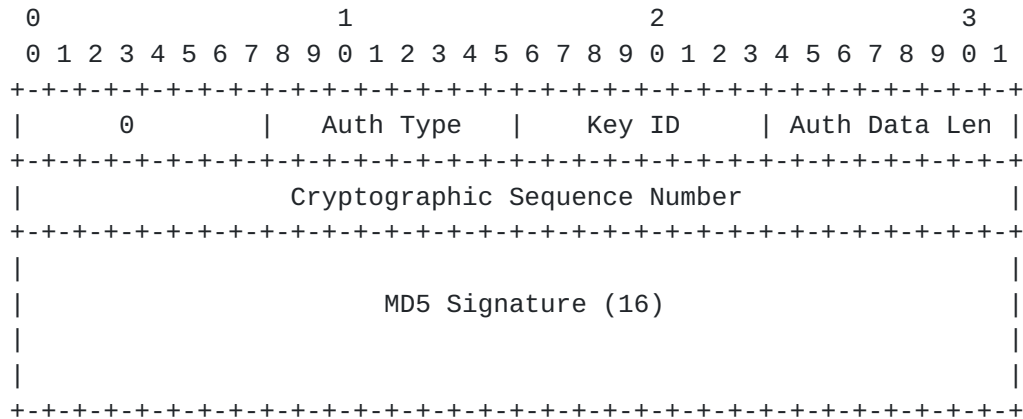 0                   1                   2                   3
0 1 2 3 4 5 6 7 8 9 0 1 2 3 4 5 6 7 8 9 0 1 2 3 4 5 6 7 8 9 0 1
+-+-+-+-+-+-+-+-+-+-+-+-+-+-+-+-+-+-+-+-+-+-+-+-+-+-+-+-+-+-+-+-+
|      0        |   Auth Type   |    Key ID     | Auth Data Len |
+-+-+-+-+-+-+-+-+-+-+-+-+-+-+-+-+-+-+-+-+-+-+-+-+-+-+-+-+-+-+-+-+
|                 Cryptographic Sequence Number                 |
+-+-+-+-+-+-+-+-+-+-+-+-+-+-+-+-+-+-+-+-+-+-+-+-+-+-+-+-+-+-+-+-+
|                                                               |
|                       MD5 Signature (16)                      |
|                                                               |
|                                                               |
+-+-+-+-+-+-+-+-+-+-+-+-+-+-+-+-+-+-+-+-+-+-+-+-+-+-+-+-+-+-+-+-+